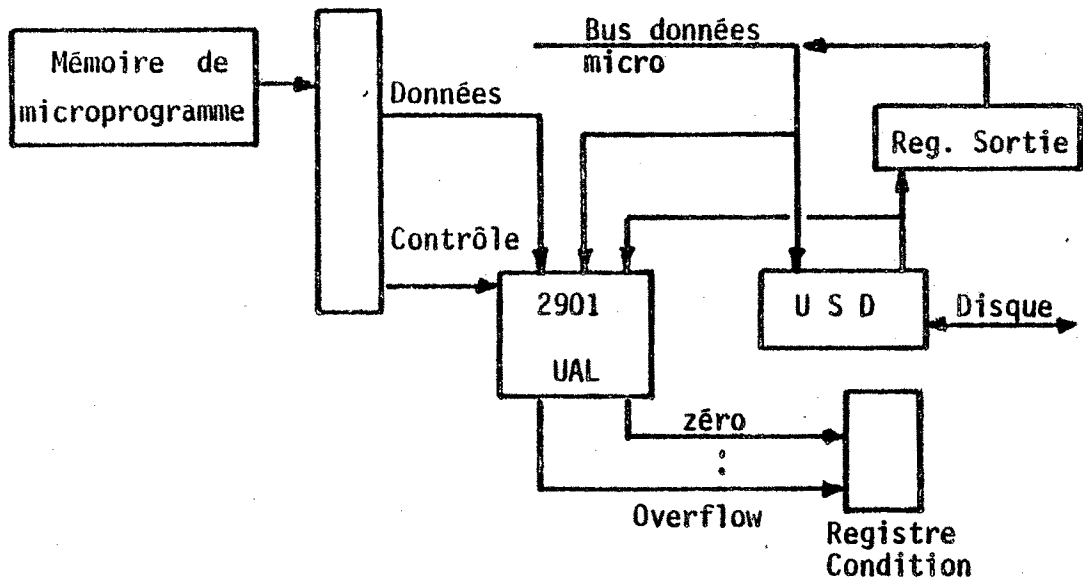 Mémoire de
microprogramme
Données
Contrôle
Bus données
micro
Reg. Sortie
2901
UAL
U S D
Disque
zéro
:
Overflow
Registre
Condition